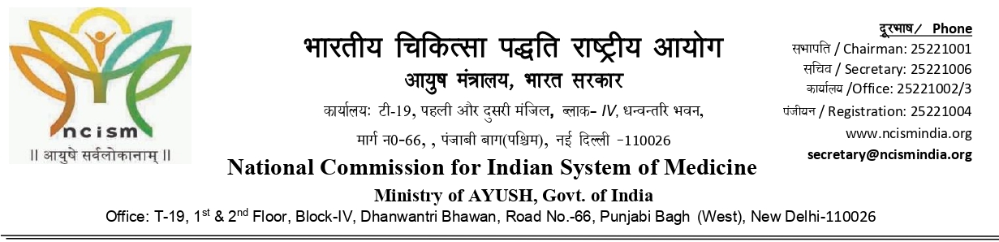 ncism
॥ आयुषे सर्वलोकानाम् ॥
भारतीय चिकित्सा पद्धति राष्ट्रीय आयोग
आयुष मंत्रालय, भारत सरकार
कार्यालयः टी-19, पहली और दुसरी मंजिल, ब्लाक- IV, धन्वन्तरि भवन,
मार्ग न0-66, , पंजाबी बाग(पश्चिम), नई दिल्ली -110026
दूरभाष/ Phone
सभापति / Chairman: 25221001
सचिव / Secretary: 25221006
कार्यालय /Office: 25221002/3
पंजीयन / Registration: 25221004
www.ncismindia.org
secretary@ncismindia.org
National Commission for Indian System of Medicine
Ministry of AYUSH, Govt. of India
Office: T-19, 1st & 2nd Floor, Block-IV, Dhanwantri Bhawan, Road No.-66, Punjabi Bagh (West), New Delhi-110026